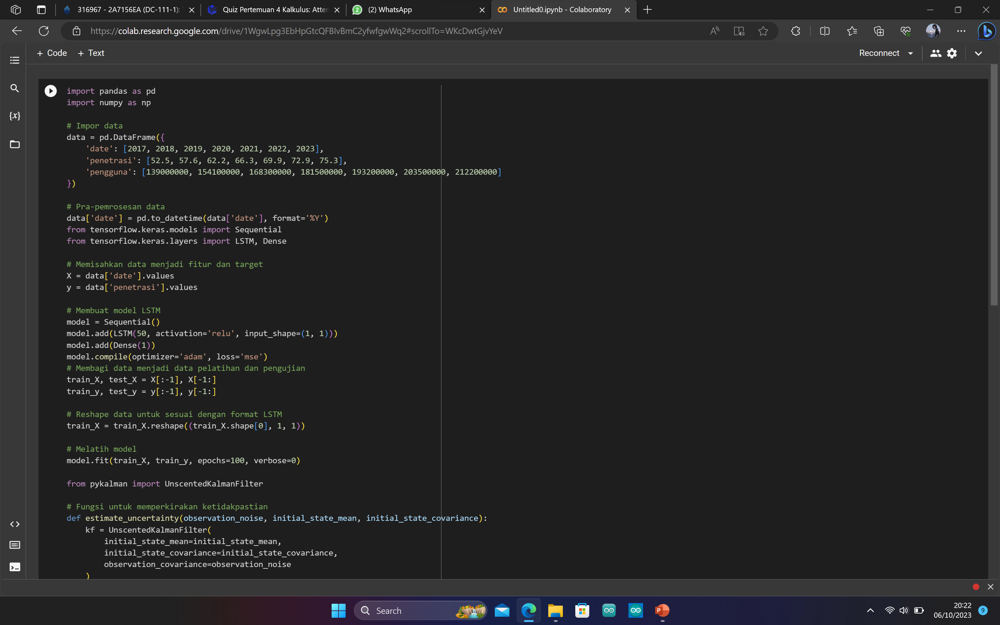 316967 - 2A7156EA (DC-111-1):
Quiz Pertemuan 4 Kalkulus: Atten
2
(2) WhatsApp
Untitled0.ipynb - Colaboratory
https://colab.research.google.com/drive/1WgwLpg3EbHpGtcQFBIvBmC2yfwfgwWq2#scrollTo=WKcDwtGjvYeV
+ Code + Text
Reconnect
{x}
import pandas as pd
import numpy as np
# Impor data
data = pd.DataFrame({
    'date': [2017, 2018, 2019, 2020, 2021, 2022, 2023],
    'penetrasi': [52.5, 57.6, 62.2, 66.3, 69.9, 72.9, 75.3],
    'pengguna': [139000000, 154100000, 168300000, 181500000, 193200000, 203500000, 212200000]
})
# Pra-pemrosesan data
data['date'] = pd.to_datetime(data['date'], format='%Y')
from tensorflow.keras.models import Sequential
from tensorflow.keras.layers import LSTM, Dense
# Memisahkan data menjadi fitur dan target
X = data['date'].values
y = data['penetrasi'].values
# Membuat model LSTM
model = Sequential()
model.add(LSTM(50, activation='relu', input_shape=(1, 1)))
model.add(Dense(1))
model.compile(optimizer='adam', loss='mse')
# Membagi data menjadi data pelatihan dan pengujian
train_X, test_X = X[:-1], X[-1:]
train_y, test_y = y[:-1], y[-1:]
# Reshape data untuk sesuai dengan format LSTM
train_X = train_X.reshape((train_X.shape[0], 1, 1))
# Melatih model
model.fit(train_X, train_y, epochs=100, verbose=0)
from pykalman import UnscentedKalmanFilter
# Fungsi untuk memperkirakan ketidakpastian
def estimate_uncertainty(observation_noise, initial_state_mean, initial_state_covariance):
    kf = UnscentedKalmanFilter(
        initial_state_mean=initial_state_mean,
        initial_state_covariance=initial_state_covariance,
        observation_covariance=observation_noise
    )
Search
20:22
06/10/2023
9